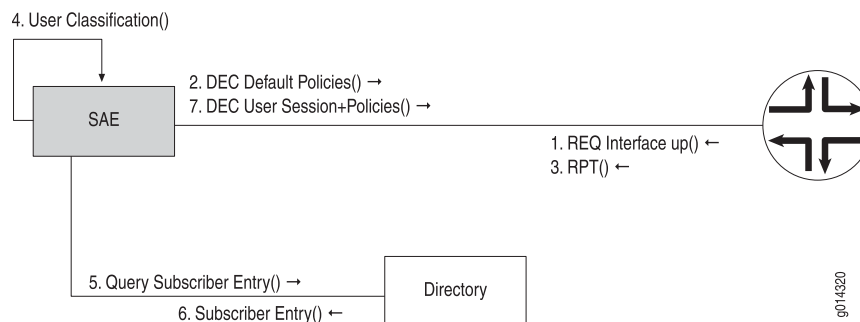 4. User Classification()
2. DEC Default Policies() →
7. DEC User Session+Policies() →
SAE
1. REQ Interface up() ←
3. RPT() ←
5. Query Subscriber Entry() →
6. Subscriber Entry() ←
Directory
g014320